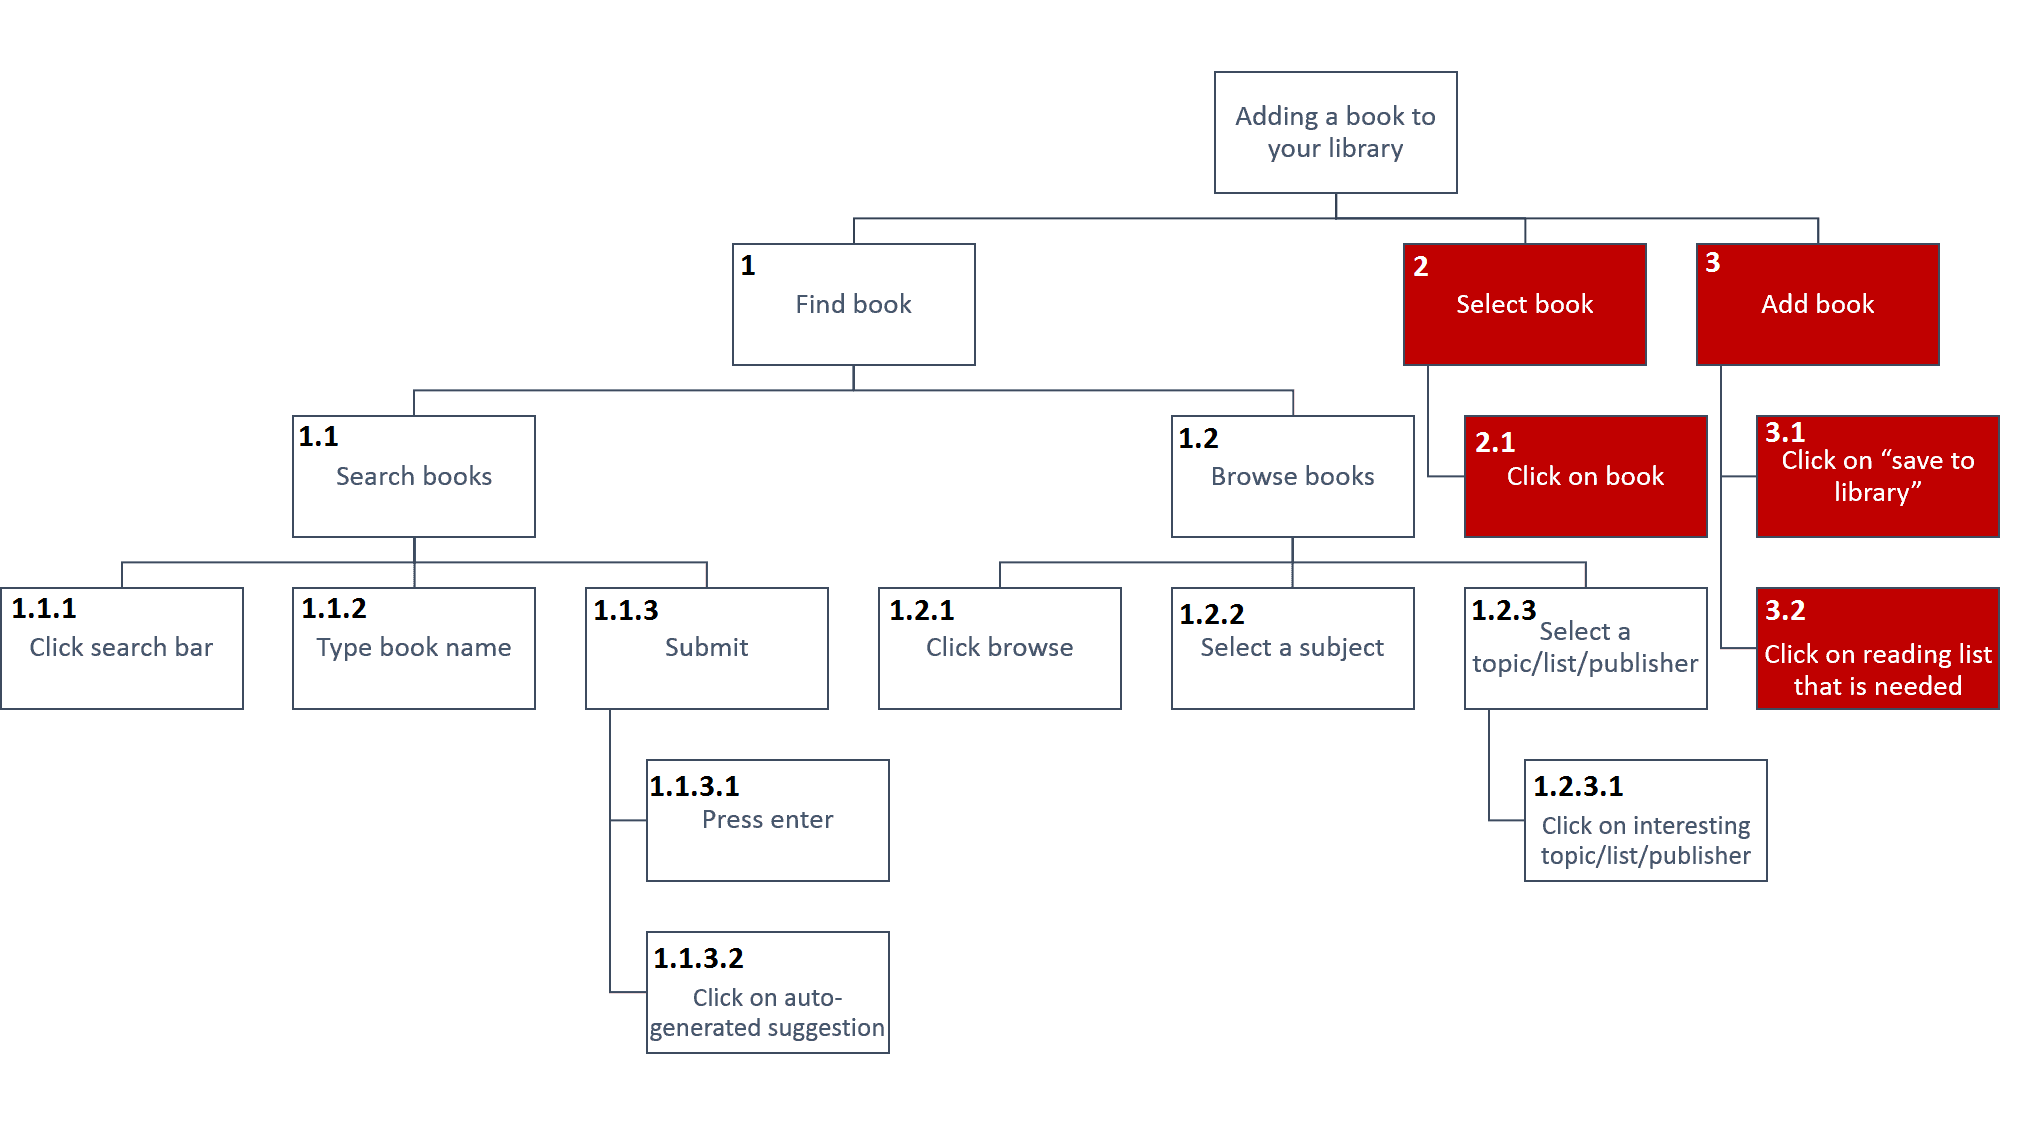 Adding a book to
your library
1
Find book
2
Select book
3
Add book
1.1
Search books
1.2
Browse books
2.1
Click on book
3.1
Click on “save to
library”
1.1.1
Click search bar
1.1.2
Type book name
1.1.3
Submit
1.2.1
Click browse
1.2.2
Select a subject
1.2.3
Select a
topic/list/publisher
3.2
Click on reading list
that is needed
1.1.3.1
Press enter
1.2.3.1
Click on interesting
topic/list/publisher
1.1.3.2
Click on auto-
generated suggestion